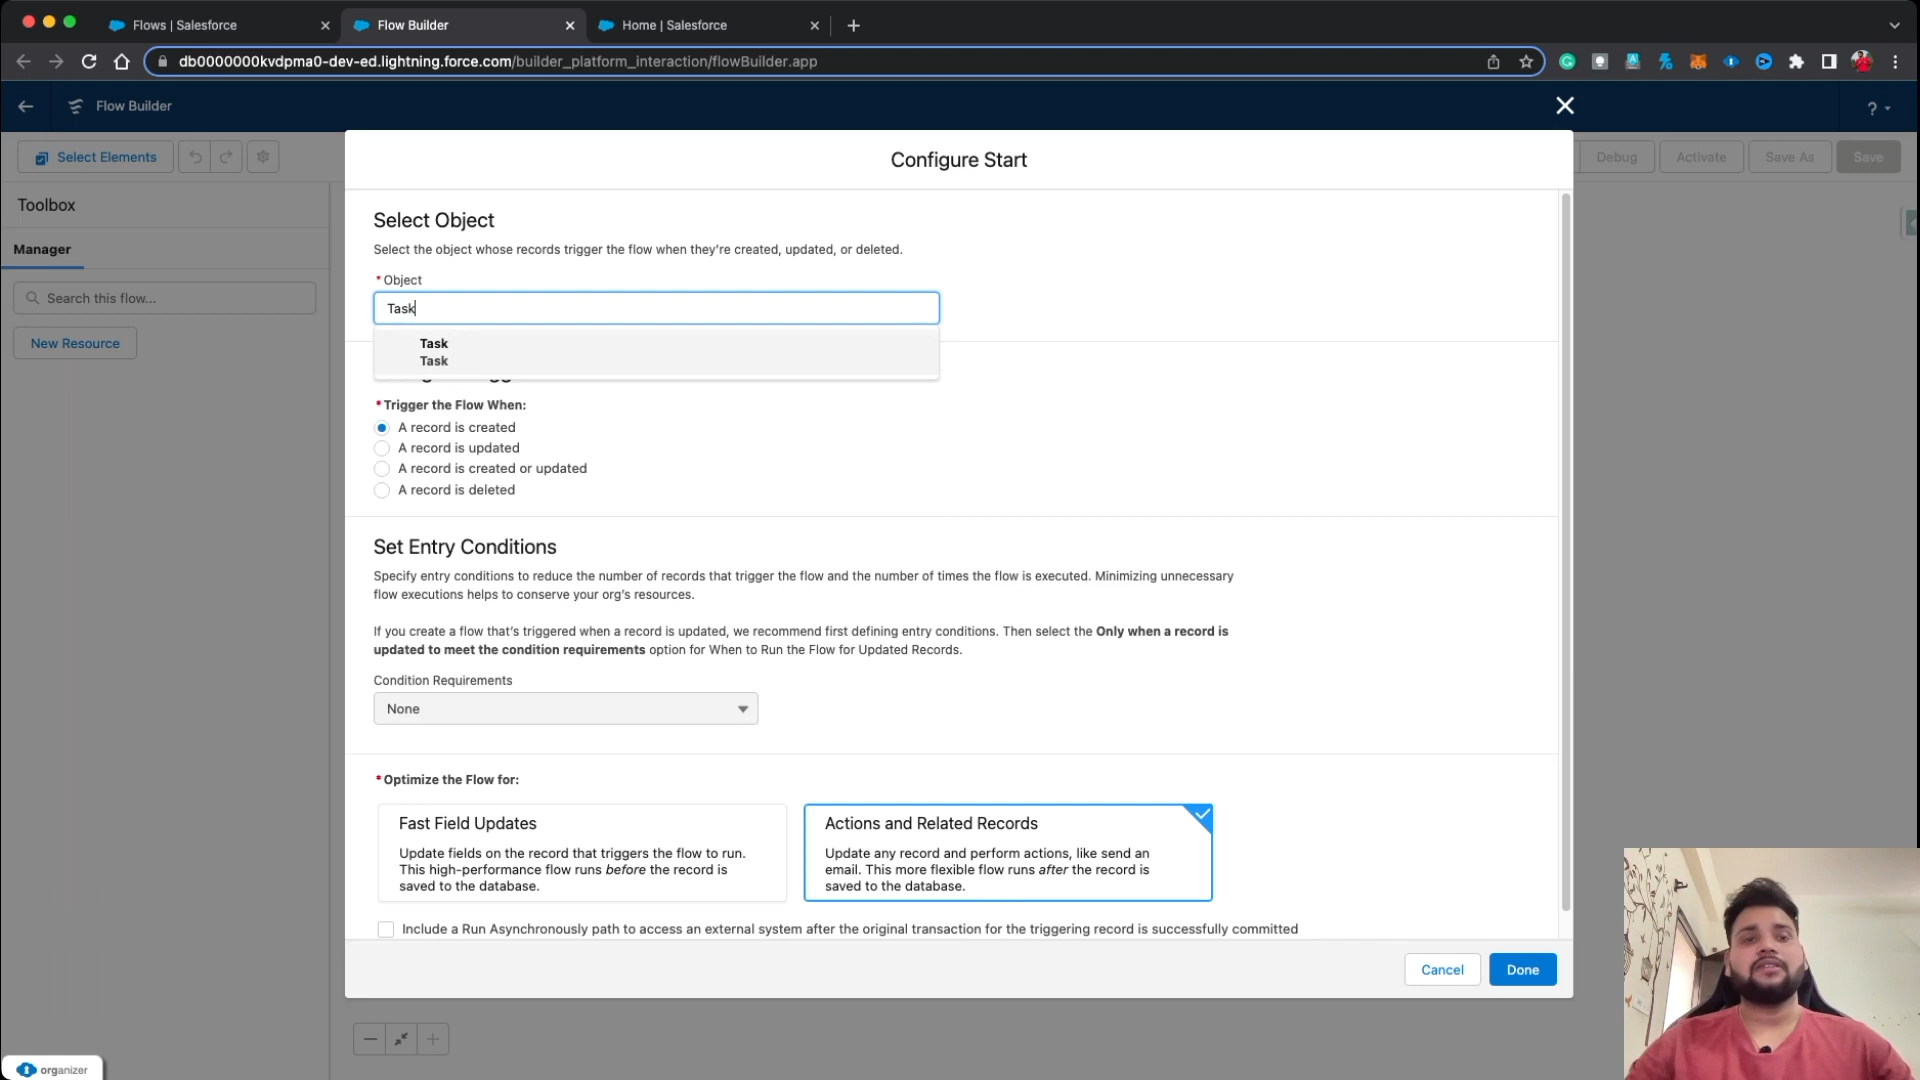 Flows | Salesforce
Flow Builder
Home | Salesforce
db0000000kvdpma0-dev-ed.lightning.force.com/builder_platform_interaction/flowBuilder.app
Flow Builder
?
Select Elements
Debug
Activate
Save As
Save
Toolbox
Manager
Search this flow...
New Resource
Configure Start
Select Object
Select the object whose records trigger the flow when they're created, updated, or deleted.
* Object
Task
Task
Task
* Trigger the Flow When:
A record is created
A record is updated
A record is created or updated
A record is deleted
Set Entry Conditions
Specify entry conditions to reduce the number of records that trigger the flow and the number of times the flow is executed. Minimizing unnecessary
flow executions helps to conserve your org's resources.
If you create a flow that's triggered when a record is updated, we recommend first defining entry conditions. Then select the Only when a record is
updated to meet the condition requirements option for When to Run the Flow for Updated Records.
Condition Requirements
None
* Optimize the Flow for:
Fast Field Updates
Update fields on the record that triggers the flow to run.
This high-performance flow runs before the record is
saved to the database.
Actions and Related Records
Update any record and perform actions, like send an
email. This more flexible flow runs after the record is
saved to the database.
Include a Run Asynchronously path to access an external system after the original transaction for the triggering record is successfully committed
Cancel
Done
organizer